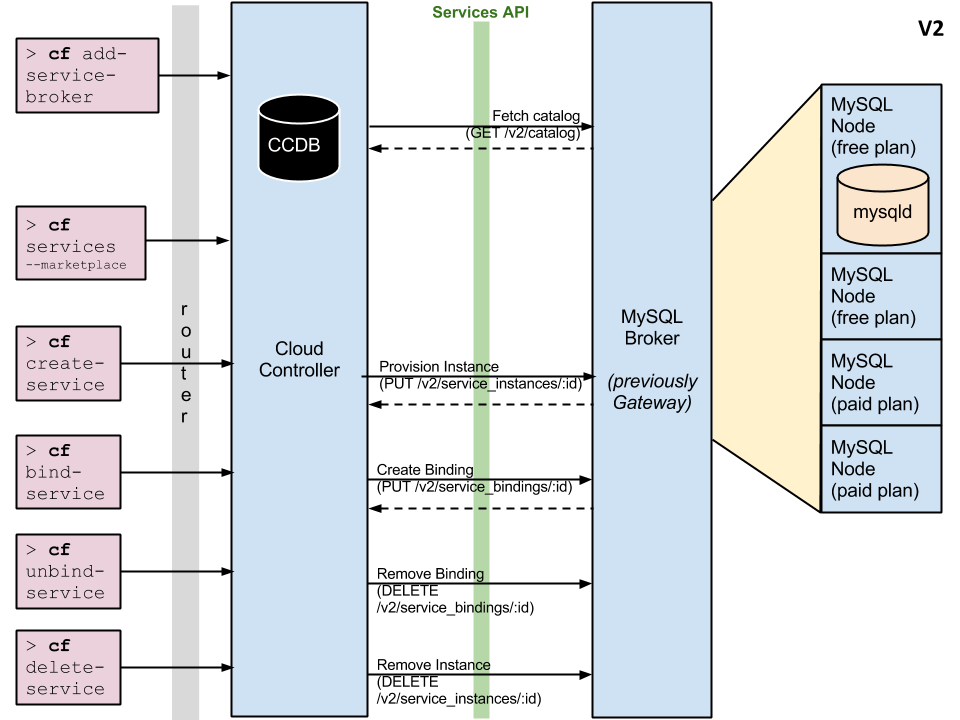 Services API
V2
> cf add-
service-
broker
> cf
services
--marketplace
> cf
create-
service
> cf
bind-
service
> cf
unbind-
service
> cf
delete-
service
router
CCDB
Cloud
Controller
Fetch catalog
(GET /v2/catalog)
Provision Instance
(PUT /v2/service_instances/:id)
Create Binding
(PUT /v2/service_bindings/:id)
Remove Binding
(DELETE
/v2/service_bindings/:id)
Remove Instance
(DELETE
/v2/service_instances/:id)
MySQL
Broker
(previously
Gateway)
MySQL
Node
(free plan)
mysqld
MySQL
Node
(free plan)
MySQL
Node
(paid plan)
MySQL
Node
(paid plan)